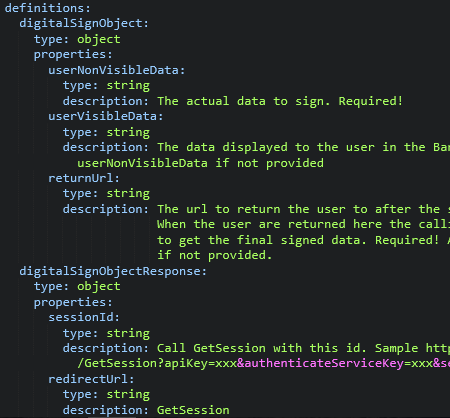 definitions:
digitalSignObject:
type: object
properties:
userNonVisibleData:
type: string
description: The actual data to sign. Required!
userVisibleData:
type: string
description: The data displayed to the user in the
userNonVisibleData if not provided
returnUrl:
type: string
description: The url to return the user to after the
When the user are returned here the
to get the final signed data. Required!
if not provided.
digitalSignObjectResponse:
type: object
properties:
sessionId:
type: string
description: Call GetSession with this id. Sample
/GetSession?apiKey=xxx&authenticateServiceKey=xxx&
redirectUrl:
type: string
description: GetSession